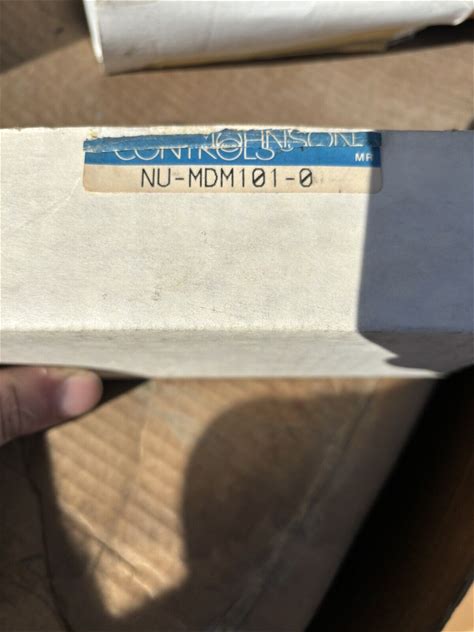 JOHNSON
CONTROLS
MR
NU-MDM101-0